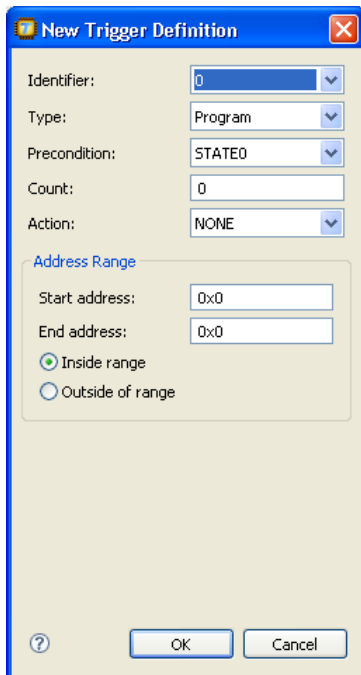 New Trigger Definition
Identifier: 0
Type: Program
Precondition: STATE0
Count: 0
Action: NONE
Address Range
Start address: 0x0
End address: 0x0
Inside range
Outside of range
? OK Cancel